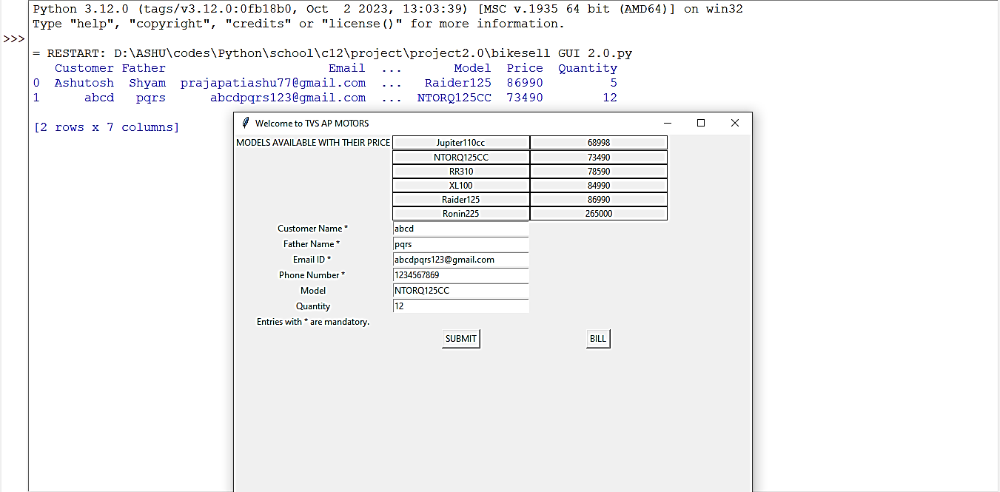 Python 3.12.0 (tags/v3.12.0:0fb18b0, Oct  2 2023, 13:03:39) [MSC v.1935 64 bit (AMD64)] on win32
Type "help", "copyright", "credits" or "license()" for more information.
>>>
= RESTART: D:\ASHU\codes\Python\school\c12\project\project2.0\bikesell GUI 2.0.py
Customer Father Email ... Model Price Quantity
0 Ashutosh Shyam prajapatiashu77@gmail.com ... Raider125 86990 5
1 abcd pqrs abcdpqrs123@gmail.com ... NTORQ125CC 73490 12
[2 rows x 7 columns]
Welcome to TVS AP MOTORS
MODELS AVAILABLE WITH THEIR PRICE Jupiter110cc 68998
NTORQ125CC 73490
RR310 78590
XL100 84990
Raider125 86990
Ronin225 265000
Customer Name * abcd
Father Name * pqrs
Email ID * abcdpqrs123@gmail.com
Phone Number * 1234567869
Model NTORQ125CC
Quantity 12
Entries with * are mandatory.
SUBMIT BILL